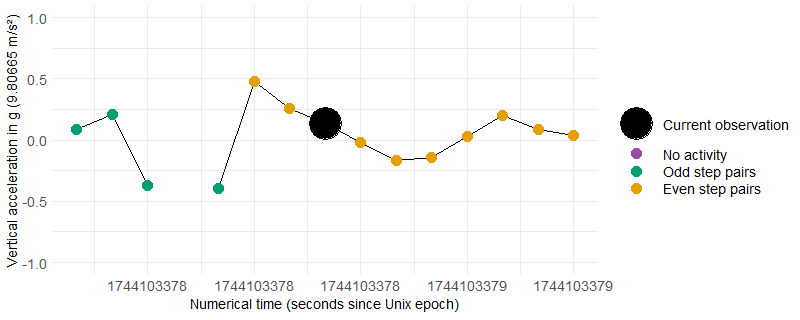 Vertical acceleration in g (9.80665 m/s²)
1.0
0.5
0.0
-0.5
-1.0
1744103378 1744103378 1744103378 1744103379 1744103379
Numerical time (seconds since Unix epoch)
Current observation
No activity
Odd step pairs
Even step pairs